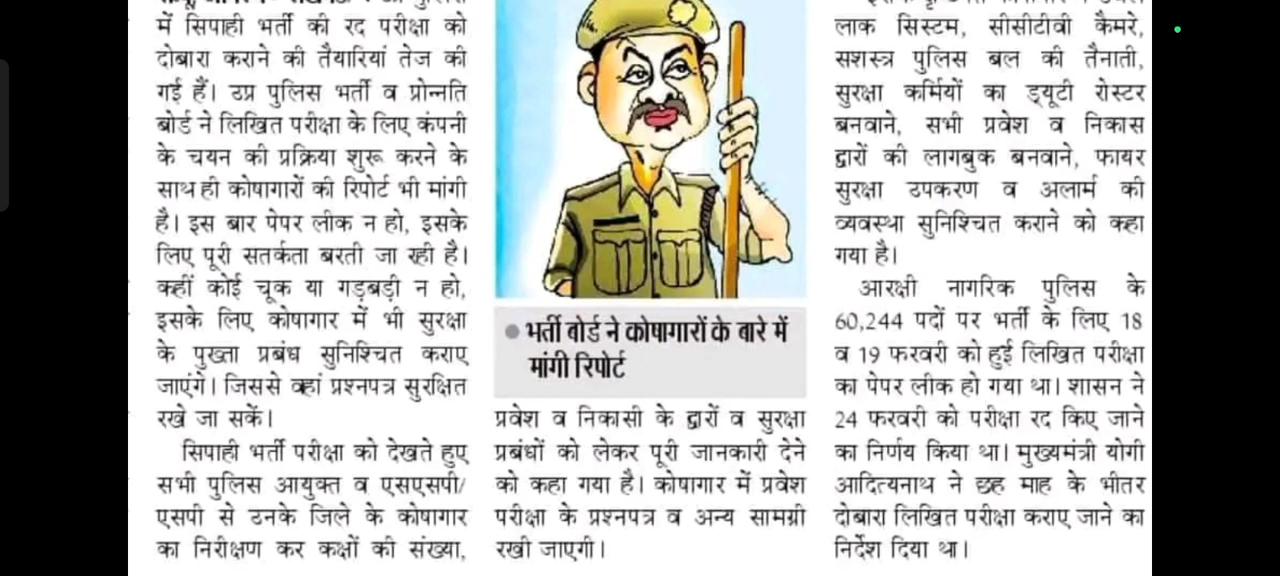 में सिपाही भर्ती की रद परीक्षा को
दोबारा कराने की तैयारियां तेज की
गई हैं। उप्र पुलिस भर्ती व प्रोन्नति
बोर्ड ने लिखित परीक्षा के लिए कंपनी
के चयन की प्रक्रिया शुरू करने के
साथ ही कोषागारों की रिपोर्ट भी मांगी
है। इस बार पेपर लीक न हो, इसके
लिए पूरी सतर्कता बरती जा रही है।
कहीं कोई चूक या गड़बड़ी न हो,
इसके लिए कोषागार में भी सुरक्षा
के पुख्ता प्रबंध सुनिश्चित कराए
जाएंगे। जिससे वहां प्रश्नपत्र सुरक्षित
रखे जा सकें।
सिपाही भर्ती परीक्षा को देखते हुए
सभी पुलिस आयुक्त व एसएसपी/
एसपी से उनके जिले के कोषागार
का निरीक्षण कर कक्षों की संख्या,
● भर्ती बोर्ड ने कोषागारों के बारे में
मांगी रिपोर्ट
प्रवेश व निकासी के द्वारों व सुरक्षा
प्रबंधों को लेकर पूरी जानकारी देने
को कहा गया है। कोषागार में प्रवेश
परीक्षा के प्रश्नपत्र व अन्य सामग्री
रखी जाएगी।
लाक सिस्टम, सीसीटीवी कैमरे,
सशस्त्र पुलिस बल की तैनाती,
सुरक्षा कर्मियों का ड्यूटी रोस्टर
बनवाने, सभी प्रवेश व निकास
द्वारों की लागबुक बनवाने, फायर
सुरक्षा उपकरण व अलार्म की
व्यवस्था सुनिश्चित कराने को कहा
गया है।
आरक्षी नागरिक पुलिस के
60,244 पदों पर भर्ती के लिए 18
व 19 फरवरी को हुई लिखित परीक्षा
का पेपर लीक हो गया था। शासन ने
24 फरवरी को परीक्षा रद किए जाने
का निर्णय किया था। मुख्यमंत्री योगी
आदित्यनाथ ने छह माह के भीतर
दोबारा लिखित परीक्षा कराए जाने का
निर्देश दिया था।